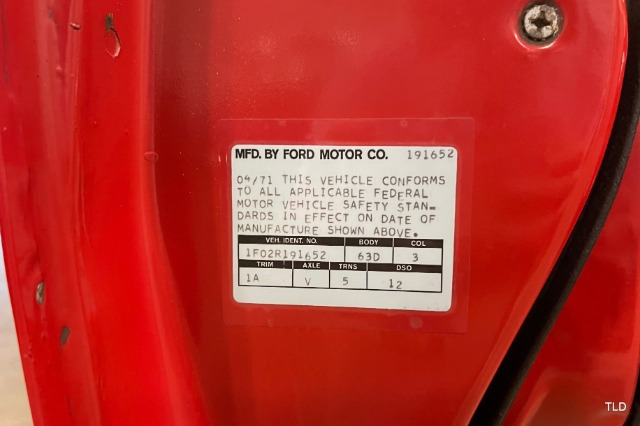 MFD. BY FORD MOTOR CO. 191652
04/71 THIS VEHICLE CONFORMS
TO ALL APPLICABLE FEDERAL
MOTOR VEHICLE SAFETY STAN-
DARDS IN EFFECT ON DATE OF
MANUFACTURE SHOWN ABOVE.
VEH. IDENT. NO. BODY COL
1F02R191652 63D 3
TRIM AXLE TRNS DSO
1A V 5 12
TLD